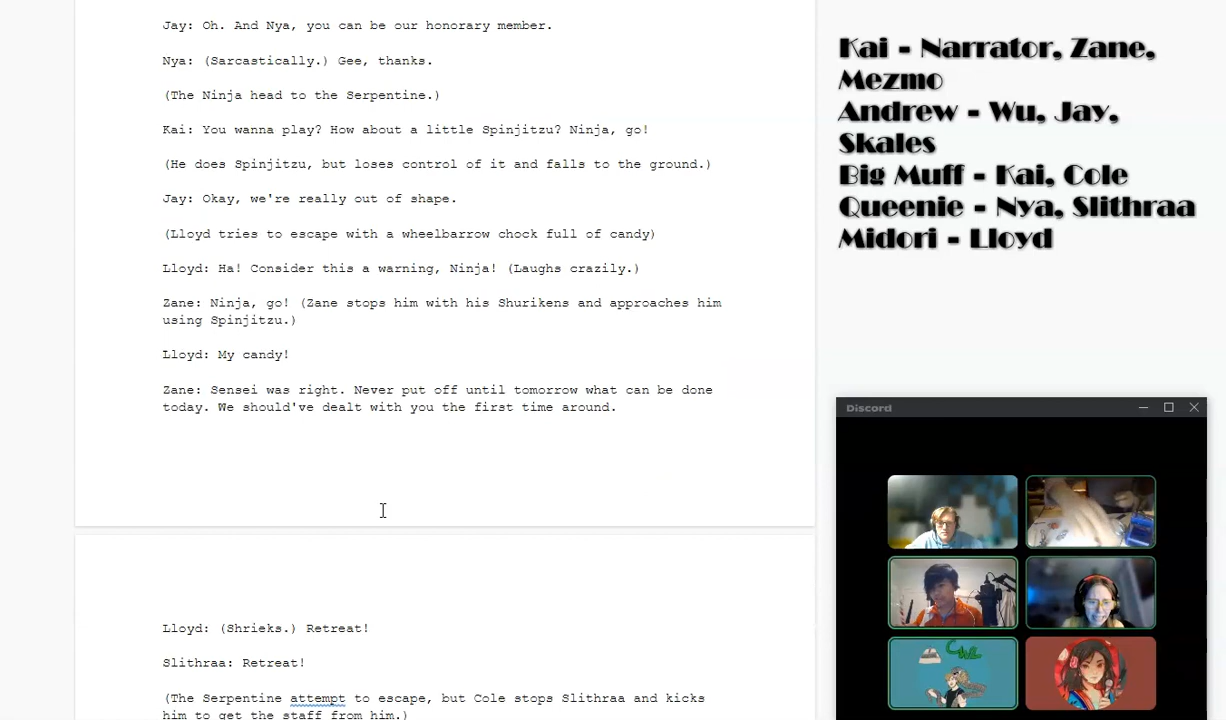 Jay: Oh. And Nya, you can be our honorary member.
Nya: (Sarcastically.) Gee, thanks.
(The Ninja head to the Serpentine.)
Kai: You wanna play? How about a little Spinjitzu? Ninja, go!
(He does Spinjitzu, but loses control of it and falls to the ground.)
Jay: Okay, we're really out of shape.
(Lloyd tries to escape with a wheelbarrow chock full of candy)
Lloyd: Ha! Consider this a warning, Ninja! (Laughs crazily.)
Zane: Ninja, go! (Zane stops him with his Shurikens and approaches him
using Spinjitzu.)
Lloyd: My candy!
Zane: Sensei was right. Never put off until tomorrow what can be done
today. We should've dealt with you the first time around.
Lloyd: (Shrieks.) Retreat!
Slithraa: Retreat!
(The Serpentine attempt to escape, but Cole stops Slithraa and kicks
him to get the staff from him.)
Kai - Narrator, Zane,
Mezmo
Andrew - Wu, Jay,
Skales
Big Muff - Kai, Cole
Queenie - Nya, Slithraa
Midori - Lloyd
Discord